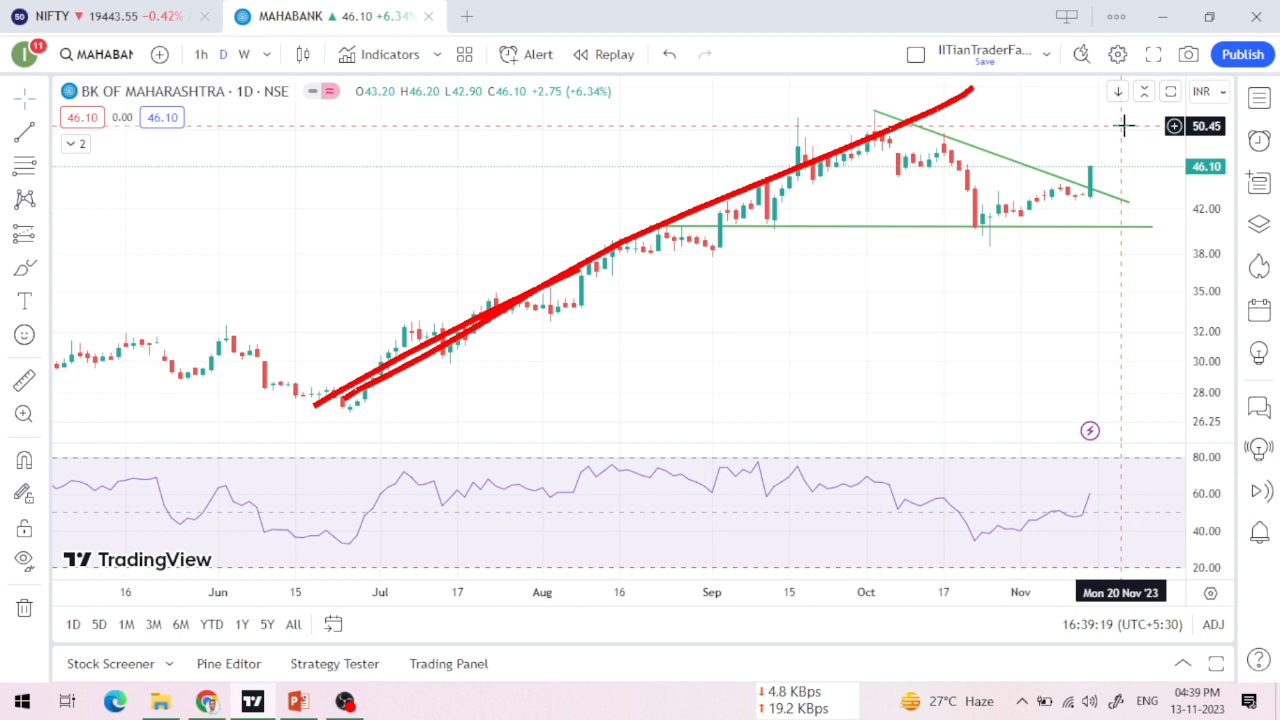 NIFTY ▼ 19443.55 −0.42%
MAHABANK ▲ 46.10 +6.34%
11
MAHABANK
1h D W
Indicators
Alert
Replay
IITianTraderFa...
Save
Publish
BK OF MAHARASHTRA · 1D · NSE
O43.20 H46.20 L42.90 C46.10 +2.75 (+6.34%)
INR
46.10 0.00 46.10
2
50.45
46.10
42.00
38.00
35.00
32.00
30.00
28.00
26.25
80.00
60.00
40.00
20.00
TradingView
16 Jun 15 Jul 17 Aug 16 Sep 15 Oct 17 Nov Mon 20 Nov '23
1D 5D 1M 3M 6M YTD 1Y 5Y All
16:39:19 (UTC+5:30) ADJ
Stock Screener Pine Editor Strategy Tester Trading Panel
↓ 4.8 KBps
↑ 19.2 KBps
27°C Haze
ENG
04:39 PM
13-11-2023